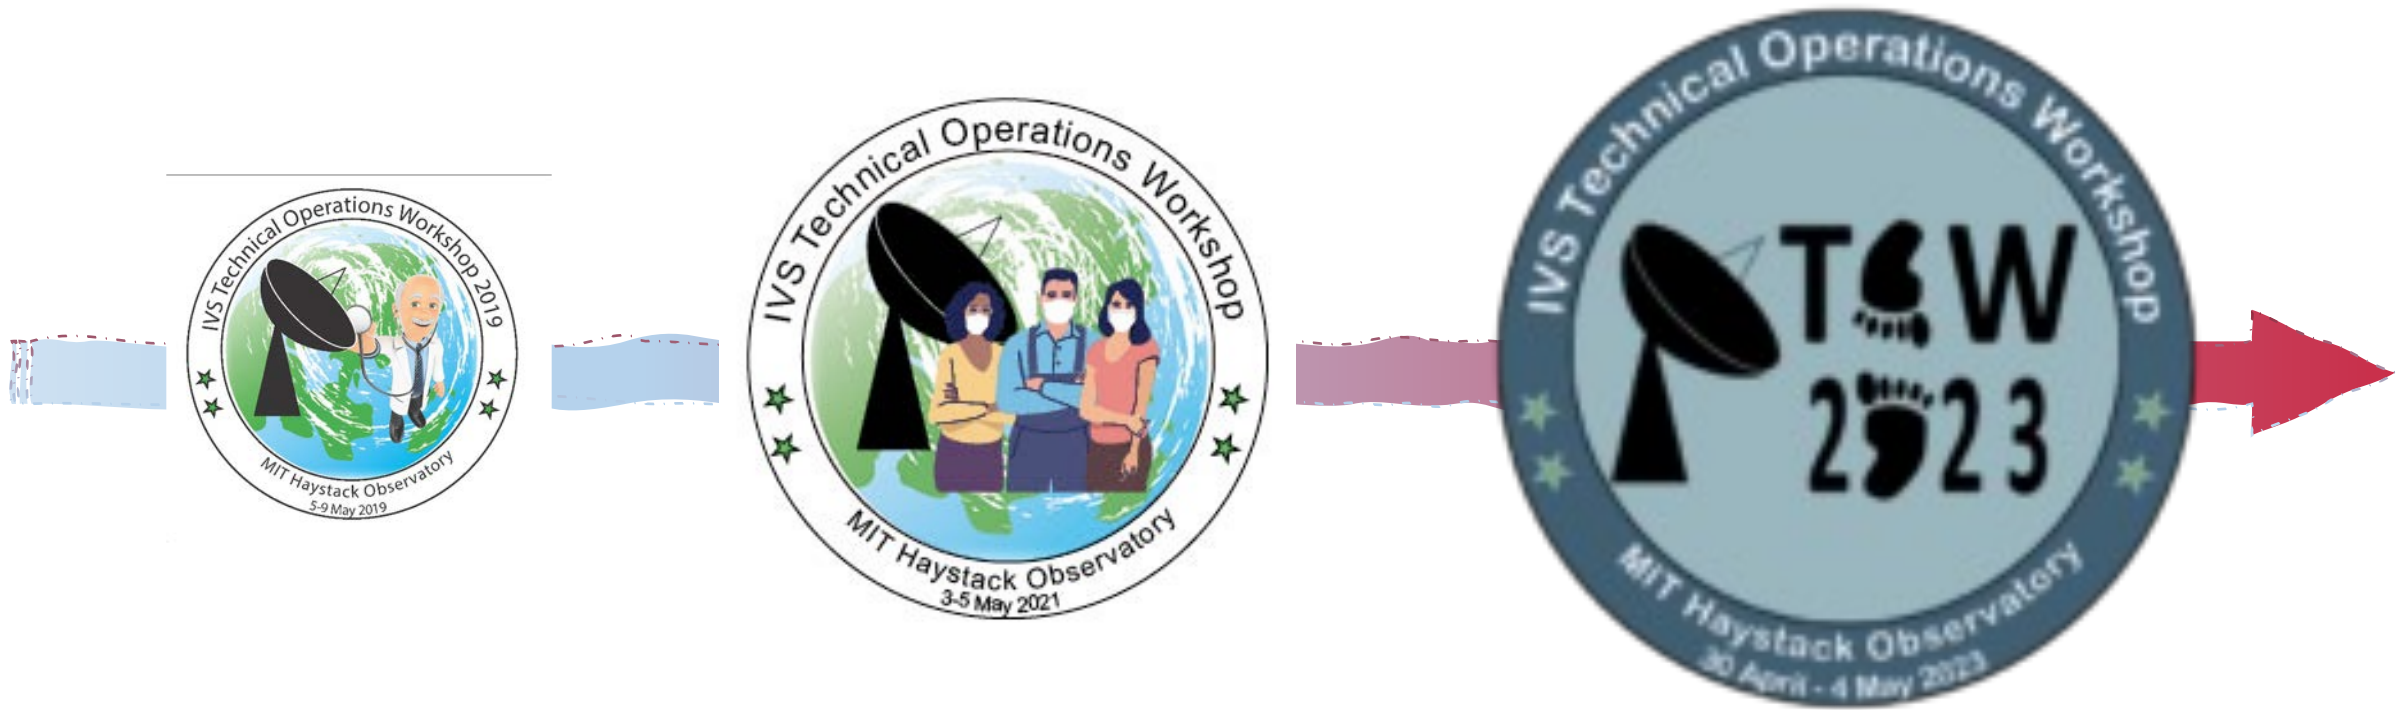 IVS Technical Operations Workshop 2019
MIT Haystack Observatory
5-9 May 2019
IVS Technical Operations Workshop
MIT Haystack Observatory
3-5 May 2021
IVS Technical Operations Workshop
TOW
2023
MIT Haystack Observatory
30 April - 4 May 2023